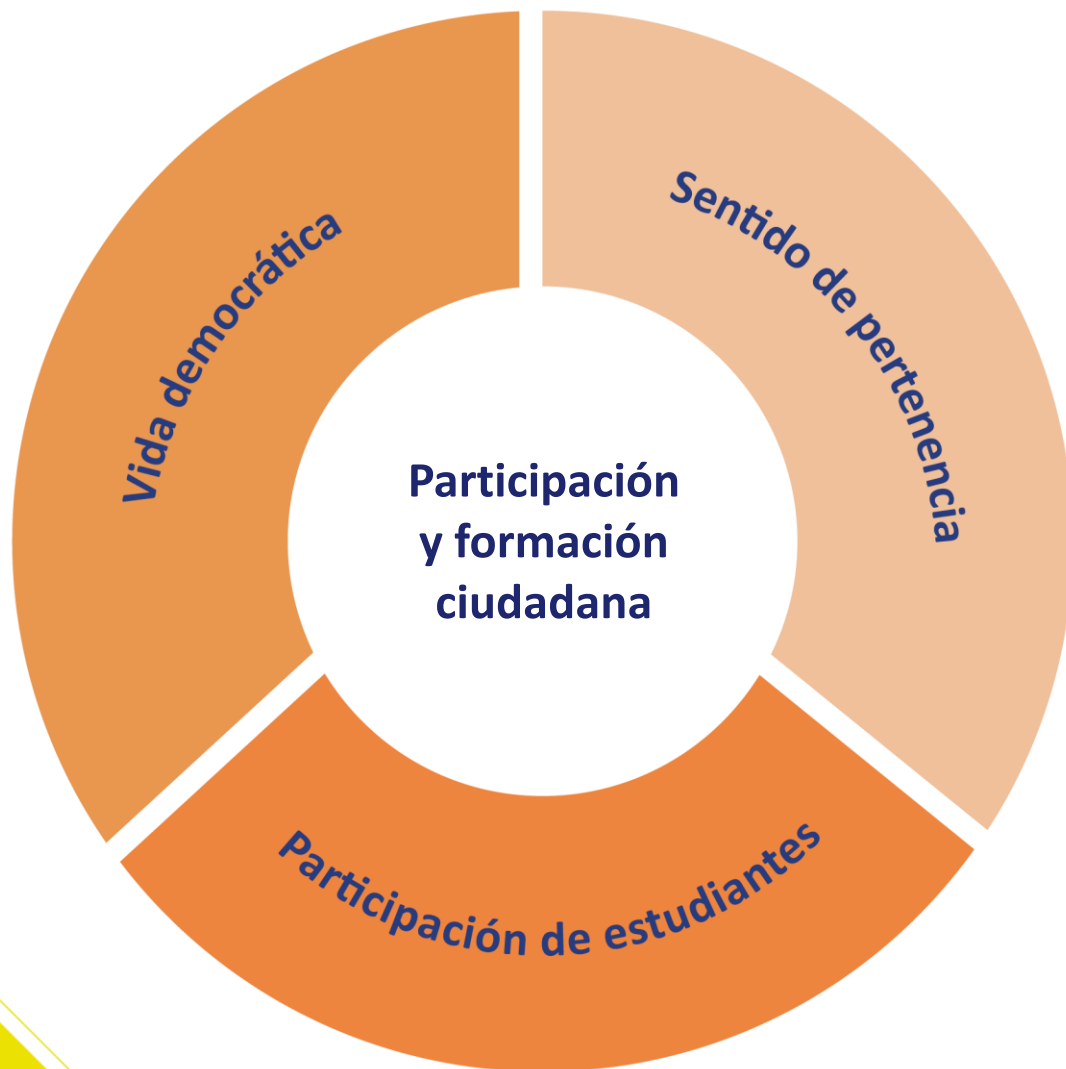 Sentido de pertenencia
Vida democrática
Participación
y formación
ciudadana
Participación de estudiantes